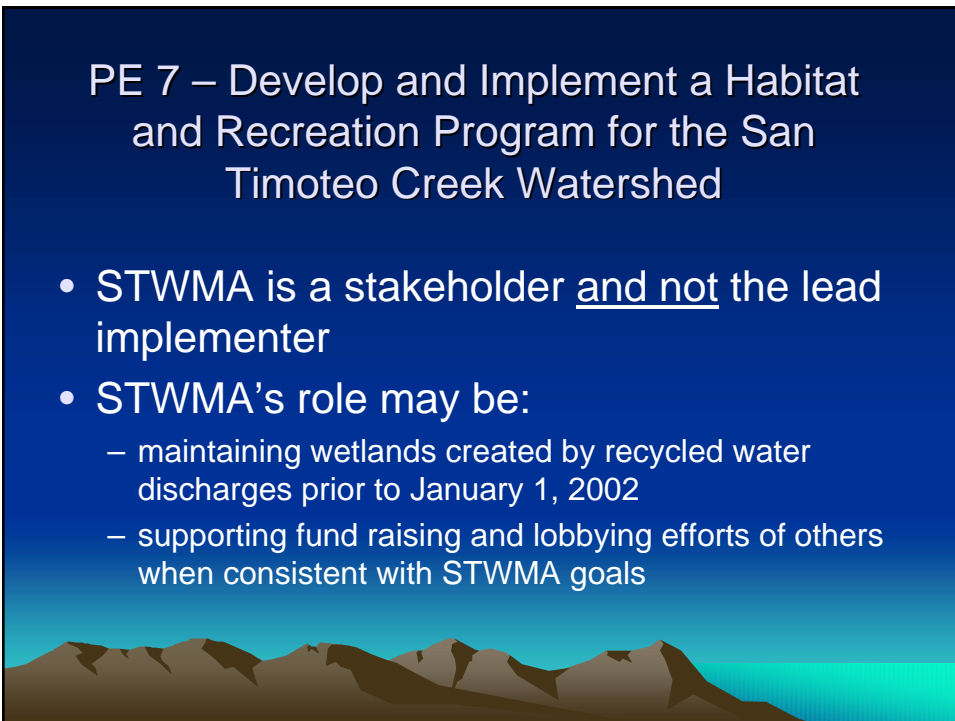 PE 7 – Develop and Implement a Habitat
and Recreation Program for the San
Timoteo Creek Watershed
• STWMA is a stakeholder and not the lead
implementer
• STWMA’s role may be:
– maintaining wetlands created by recycled water
discharges prior to January 1, 2002
– supporting fund raising and lobbying efforts of others
when consistent with STWMA goals